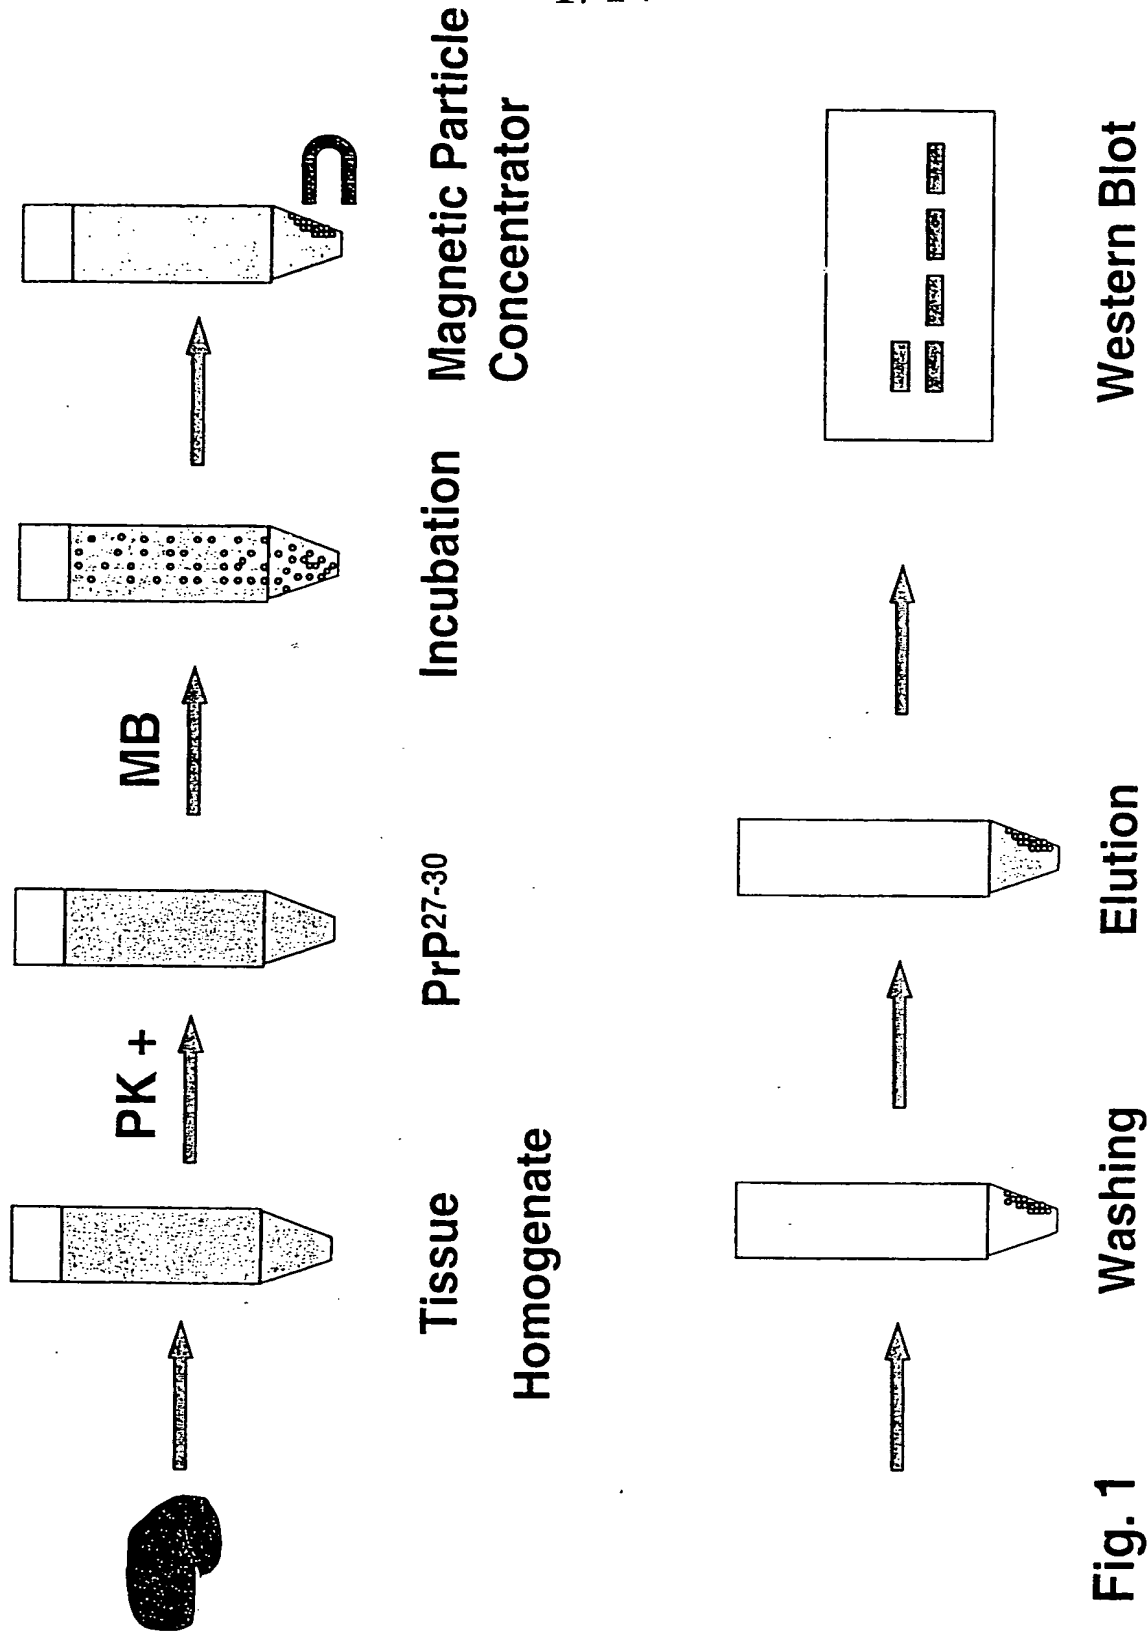 PK +
MB
Tissue
Homogenate
PrP27-30
Incubation
Magnetic Particle
Concentrator
Washing
Elution
Western Blot
Fig. 1